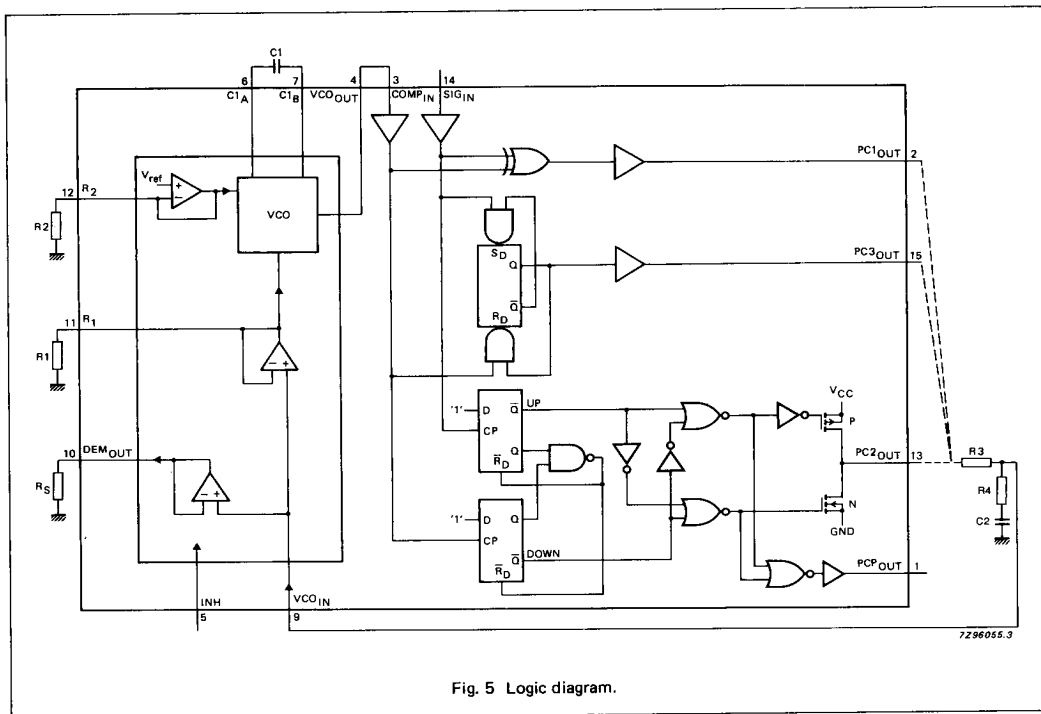 C1
6 7 4 3 14
C1A C1B VCOOUT COMPIN SIGIN
Vref
+
−
12 R2
R2
VCO
PC1OUT
2
SD
Q
Q̅
RD
PC3OUT
15
11 R1
R1
− +
'1' D
CP
Q̅ UP
Q
R̅D
VCC
P
10 DEMOUT
RS
− +
PC2OUT
13
R3
R4
C2
N
GND
'1' D
CP
Q
Q̅ DOWN
R̅D
PCPOUT
1
INH
5
VCOIN
9
7Z96055.3
Fig. 5 Logic diagram.